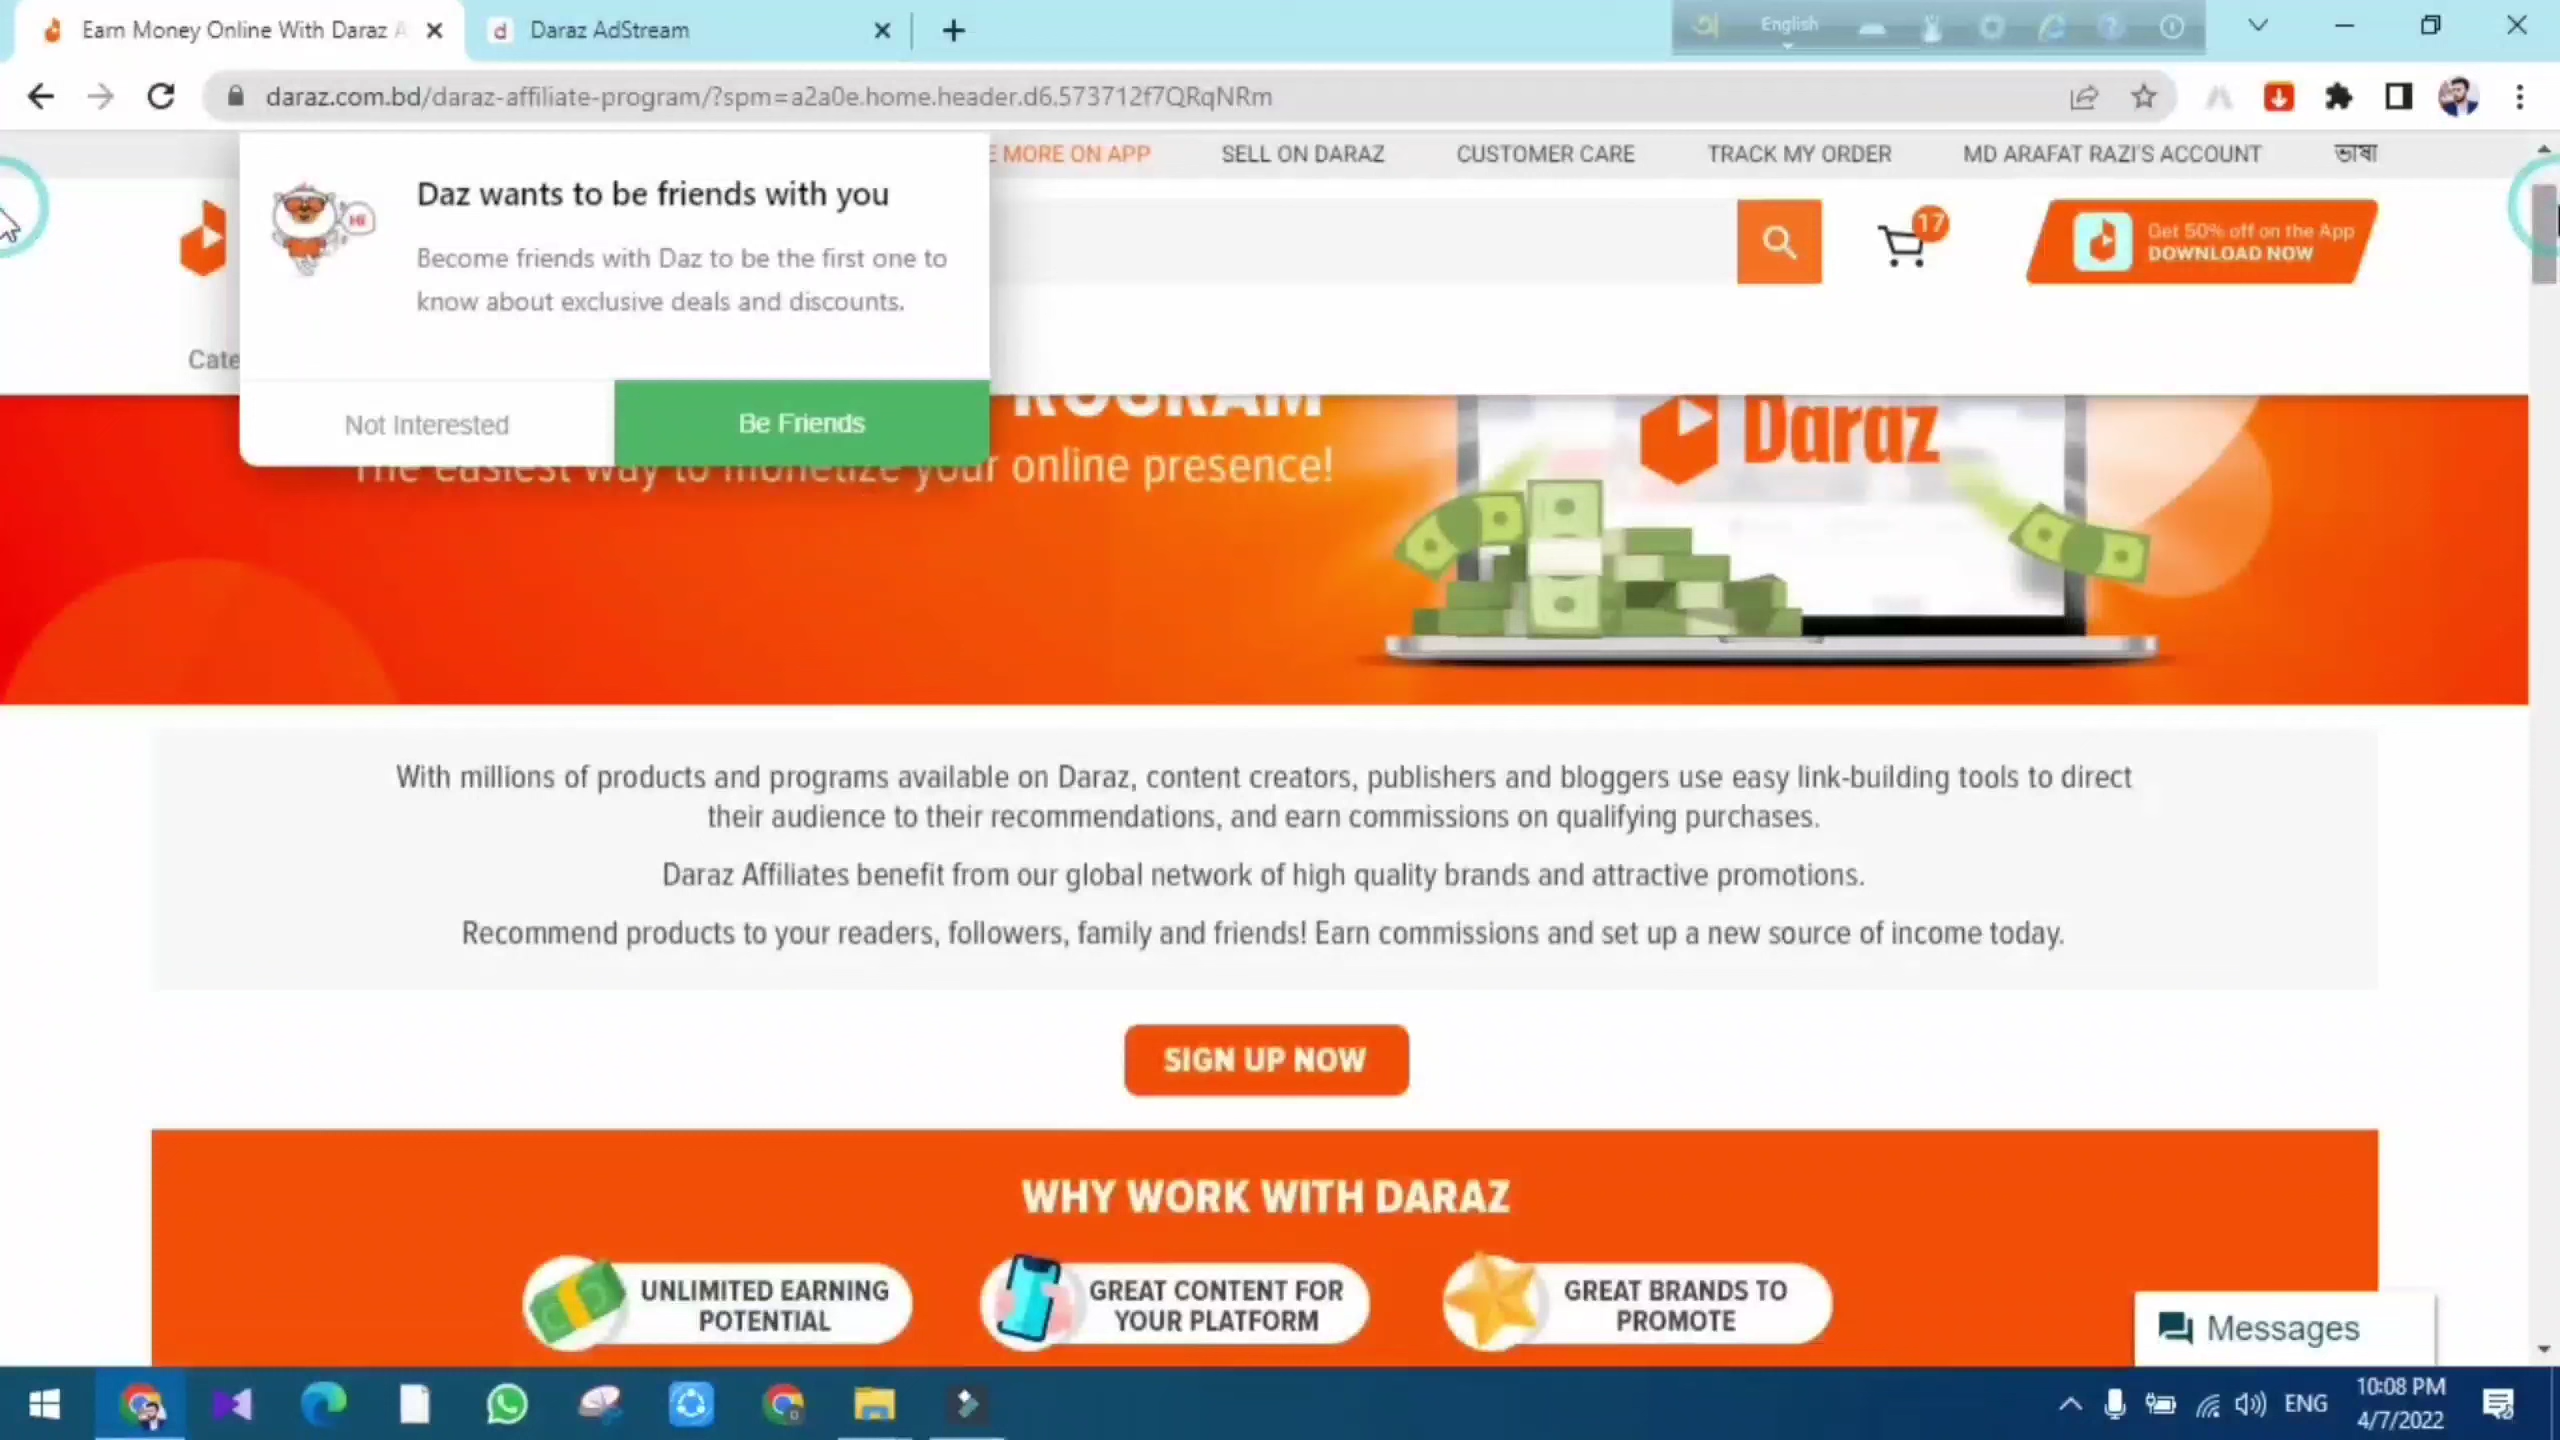 Earn Money Online With Daraz A
Daraz AdStream
English
daraz.com.bd/daraz-affiliate-program/?spm=a2a0e.home.header.d6.573712f7QRqNRm
E MORE ON APP
SELL ON DARAZ
CUSTOMER CARE
TRACK MY ORDER
MD ARAFAT RAZI'S ACCOUNT
ভাষা
Daz wants to be friends with you
Hi
Become friends with Daz to be the first one to
know about exclusive deals and discounts.
17
Get 50% off on the App
DOWNLOAD NOW
Cate
Not Interested
Be Friends
ROGRAM
Daraz
The easiest way to monetize your online presence!
With millions of products and programs available on Daraz, content creators, publishers and bloggers use easy link-building tools to direct
their audience to their recommendations, and earn commissions on qualifying purchases.
Daraz Affiliates benefit from our global network of high quality brands and attractive promotions.
Recommend products to your readers, followers, family and friends! Earn commissions and set up a new source of income today.
SIGN UP NOW
WHY WORK WITH DARAZ
UNLIMITED EARNING
POTENTIAL
GREAT CONTENT FOR
YOUR PLATFORM
GREAT BRANDS TO
PROMOTE
Messages
ENG
10:08 PM
4/7/2022